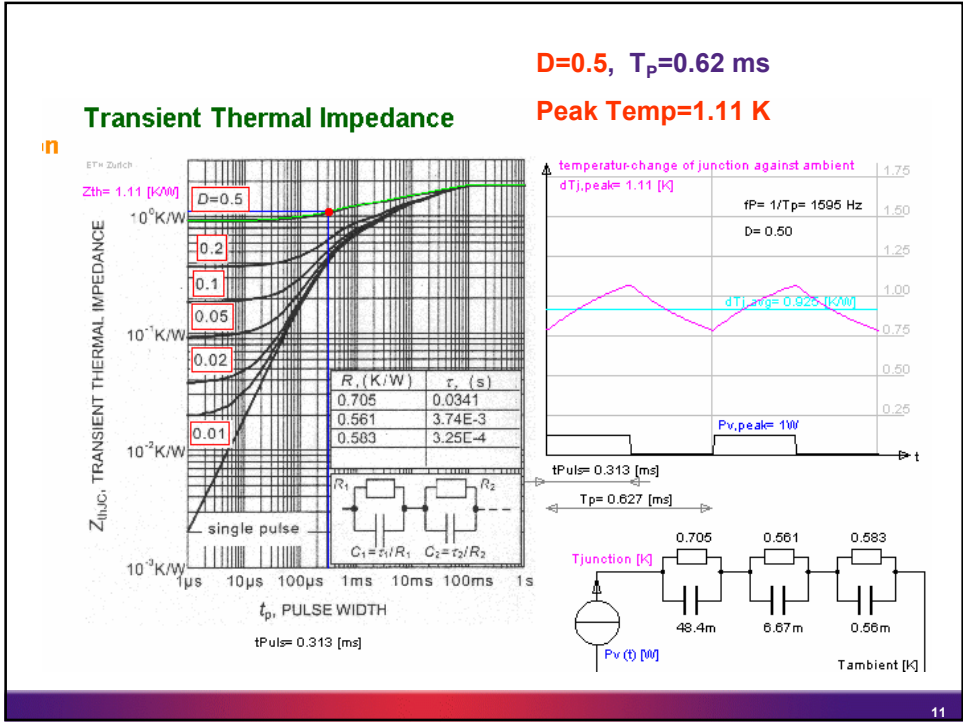 D=0.5, TP=0.62 ms
Peak Temp=1.11 K
Transient Thermal Impedance
on
ETH Zurich
Zth= 1.11 [K/W]
D=0.5
0.2
0.1
0.05
0.02
0.01
10⁰K/W
10⁻¹K/W
10⁻²K/W
10⁻³K/W
ZthJC, TRANSIENT THERMAL IMPEDANCE
R, (K/W) τ, (s)
0.705 0.0341
0.561 3.74E-3
0.583 3.25E-4
R₁ R₂
C₁=τ₁/R₁ C₂=τ₂/R₂
single pulse
1µs 10µs 100µs 1ms 10ms 100ms 1s
tp, PULSE WIDTH
tPuls= 0.313 [ms]
temperatur-change of junction against ambient
dTj,peak= 1.11 [K]
fP= 1/Tp= 1595 Hz
D= 0.50
1.75
1.50
1.25
1.00
0.75
0.50
0.25
dTj,avg= 0.925 [K/W]
Pv,peak= 1W
t
tPuls= 0.313 [ms]
Tp= 0.627 [ms]
0.705 0.561 0.583
Tjunction [K]
48.4m 6.67m 0.56m
Pv (t) [W]
Tambient [K]
11